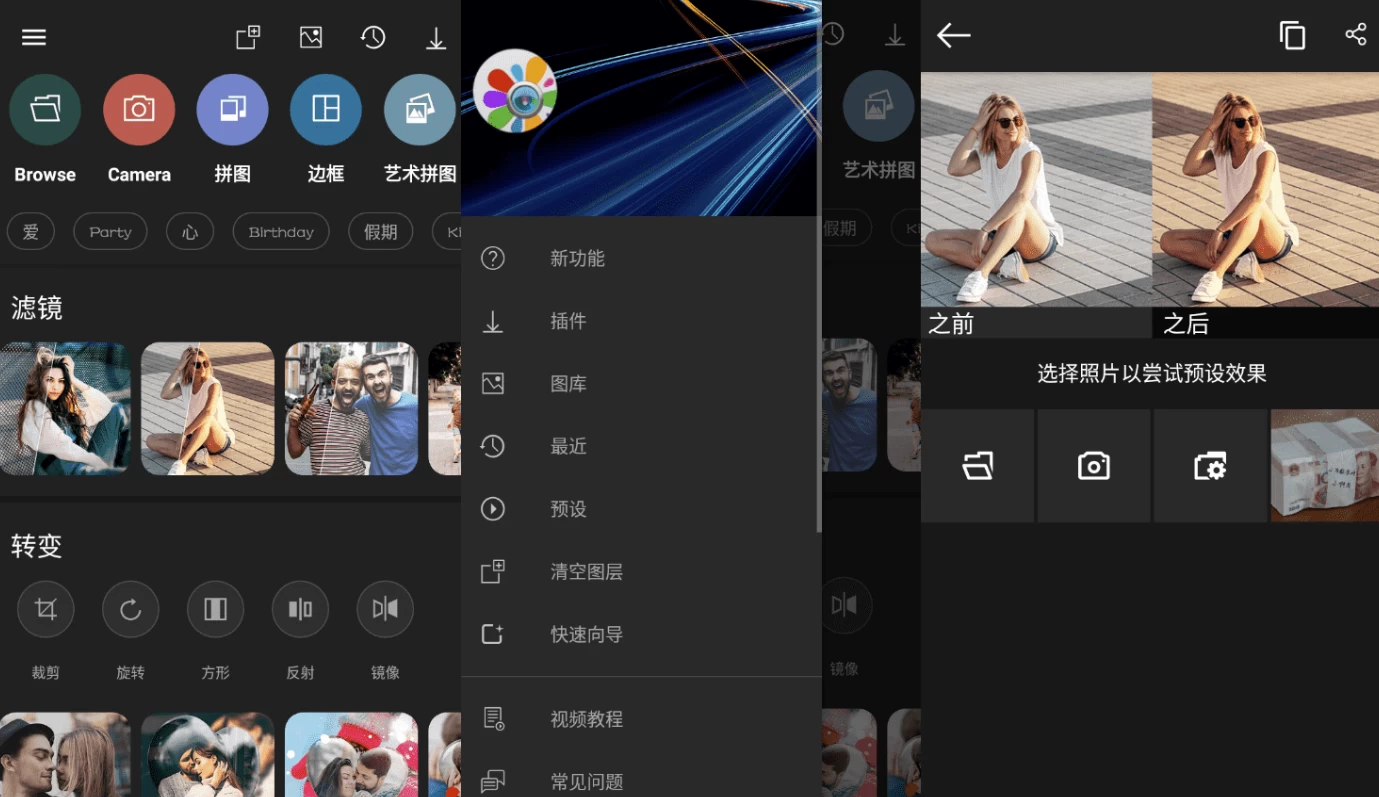 Browse
Camera
拼图
边框
艺术拼图
爱
Party
心
Birthday
假期
滤镜
转变
裁剪
旋转
方形
反射
镜像
新功能
插件
图库
最近
预设
清空图层
快速向导
视频教程
常见问题
艺术拼图
假期
镜像
之前
之后
选择照片以尝试预设效果